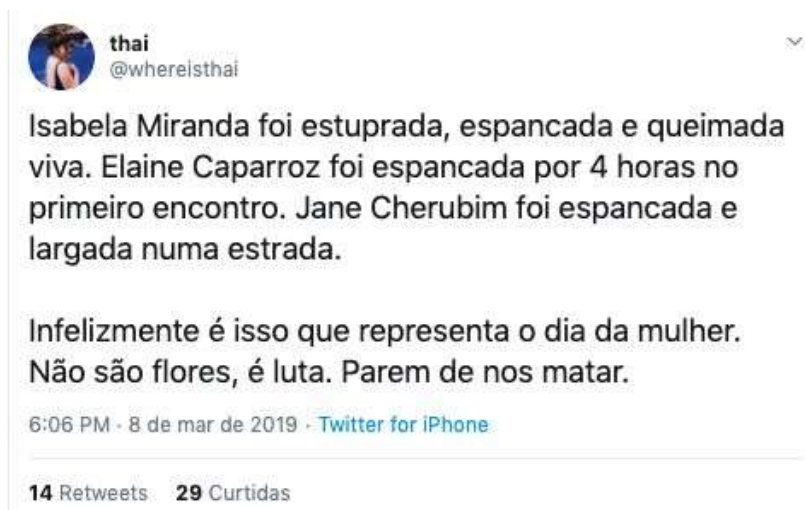 thai
@whereisthai
Isabela Miranda foi estuprada, espancada e queimada
viva. Elaine Caparroz foi espancada por 4 horas no
primeiro encontro. Jane Cherubim foi espancada e
largada numa estrada.
Infelizmente é isso que representa o dia da mulher.
Não são flores, é luta. Parem de nos matar.
6:06 PM · 8 de mar de 2019 · Twitter for iPhone
14 Retweets 29 Curtidas